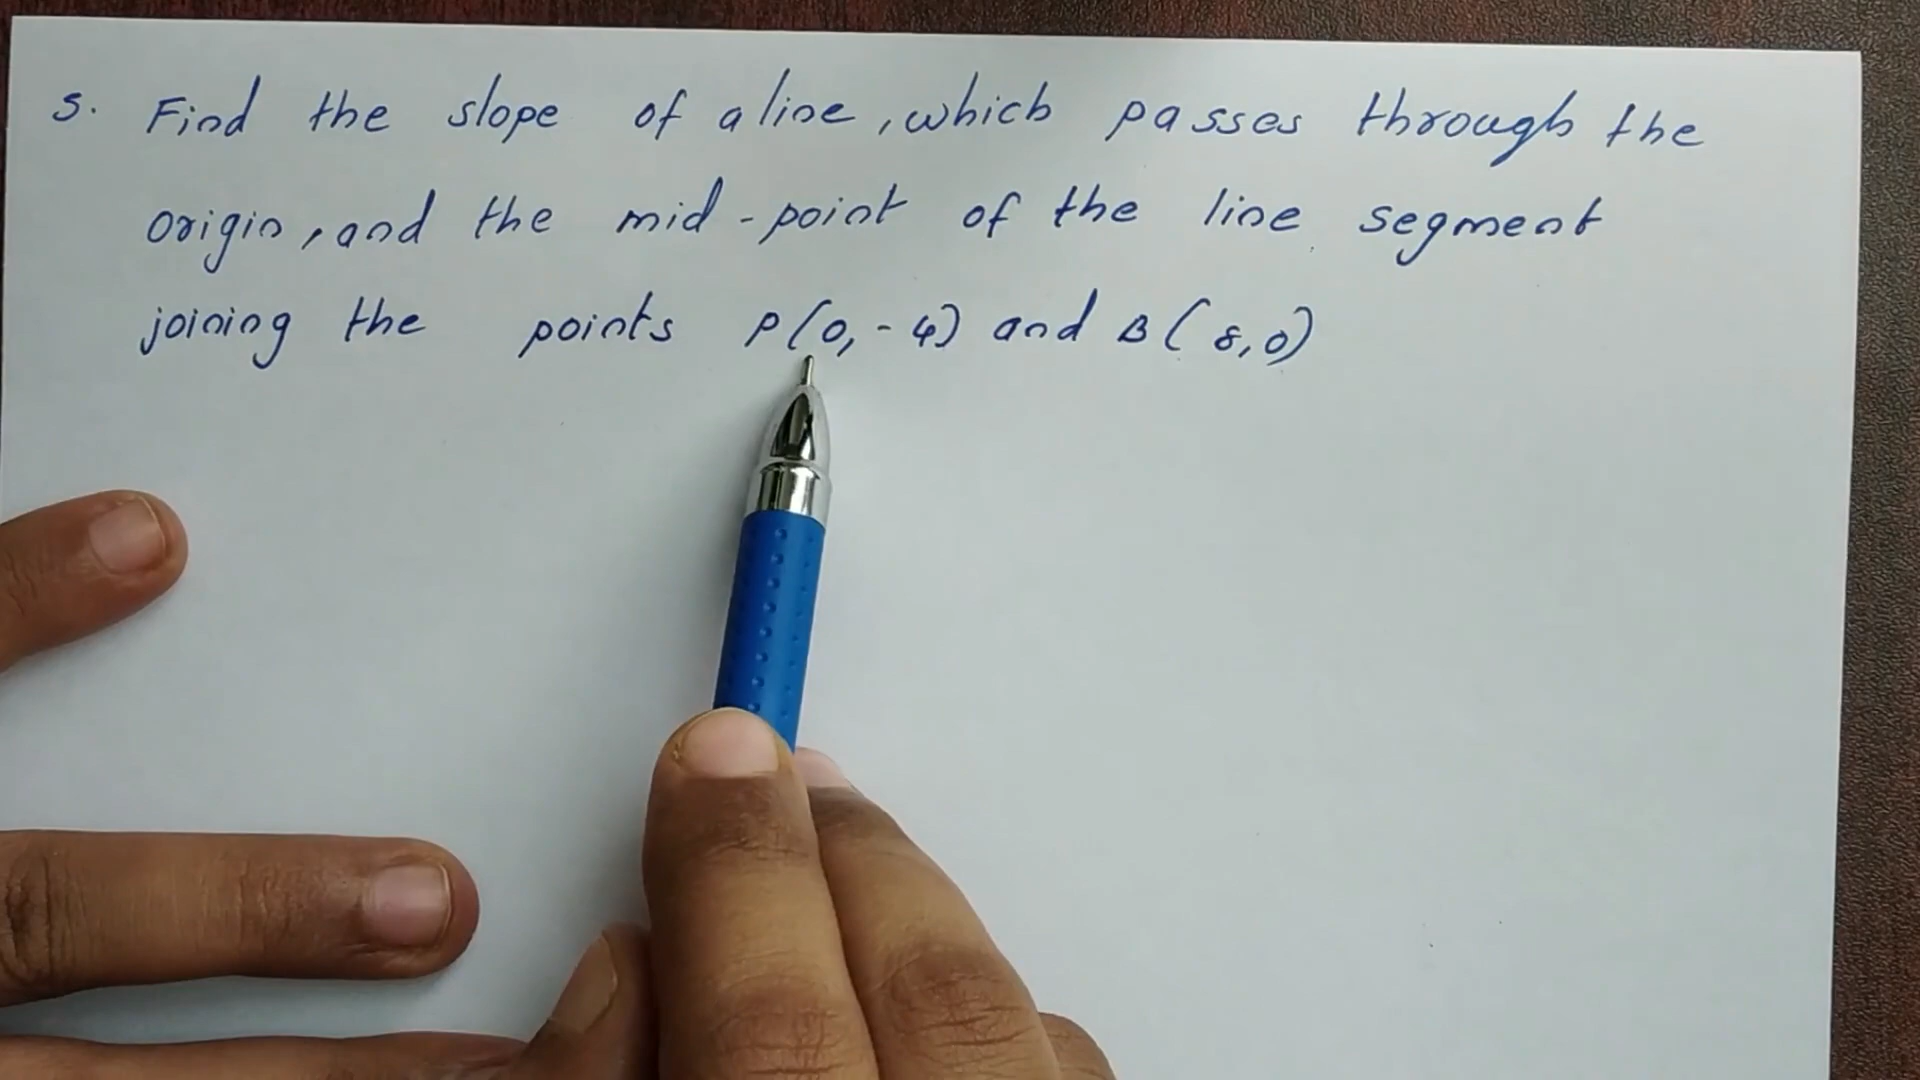 5. Find the slope of a line, which passes through the
origin, and the mid-point of the line segment
joining the points P(0,-4) and B(8,0)